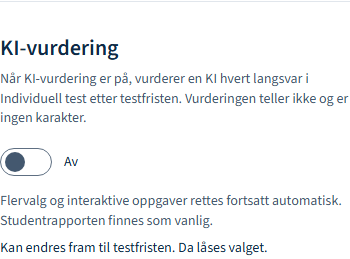 KI-vurdering
Når KI-vurdering er på, vurderer en KI hvert langsvar i
Individuell test etter testfristen. Vurderingen teller ikke og er
ingen karakter.
Av
Flervalg og interaktive oppgaver rettes fortsatt automatisk.
Studentrapporten finnes som vanlig.
Kan endres fram til testfristen. Da låses valget.